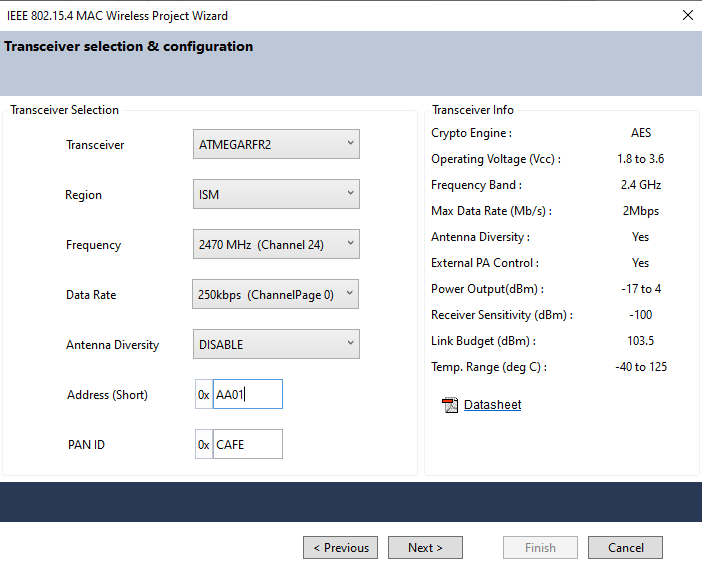 IEEE 802.15.4 MAC Wireless Project Wizard
Transceiver selection & configuration
Transceiver Selection
Transceiver ATMEGARFR2
Region ISM
Frequency 2470 MHz (Channel 24)
Data Rate 250kbps (ChannelPage 0)
Antenna Diversity DISABLE
Address (Short) 0x AA01
PAN ID 0x CAFE
Transceiver Info
Crypto Engine : AES
Operating Voltage (Vcc) : 1.8 to 3.6
Frequency Band : 2.4 GHz
Max Data Rate (Mb/s) : 2Mbps
Antenna Diversity : Yes
External PA Control : Yes
Power Output(dBm) : -17 to 4
Receiver Sensitivity (dBm) : -100
Link Budget (dBm) : 103.5
Temp. Range (deg C) : -40 to 125
Datasheet
< Previous Next > Finish Cancel